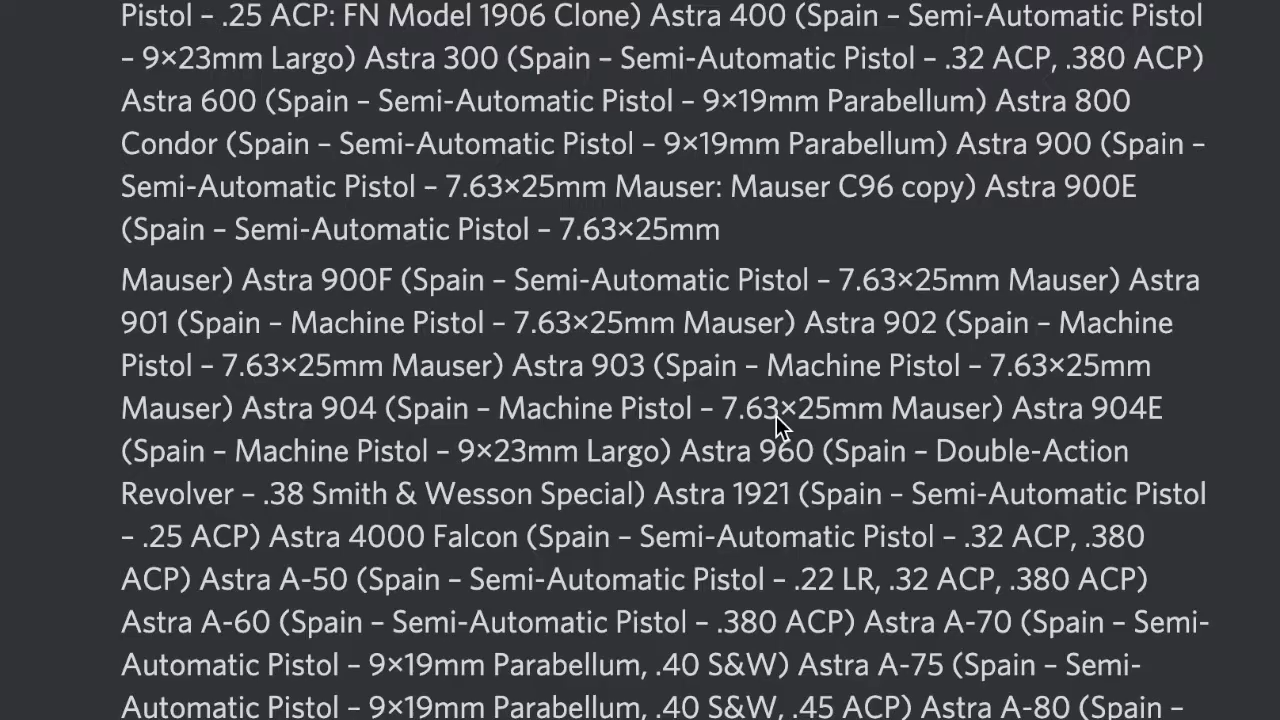 Pistol – .25 ACP: FN Model 1906 Clone) Astra 400 (Spain – Semi-Automatic Pistol
– 9×23mm Largo) Astra 300 (Spain – Semi-Automatic Pistol – .32 ACP, .380 ACP)
Astra 600 (Spain – Semi-Automatic Pistol – 9×19mm Parabellum) Astra 800
Condor (Spain – Semi-Automatic Pistol – 9×19mm Parabellum) Astra 900 (Spain –
Semi-Automatic Pistol – 7.63×25mm Mauser: Mauser C96 copy) Astra 900E
(Spain – Semi-Automatic Pistol – 7.63×25mm
Mauser) Astra 900F (Spain – Semi-Automatic Pistol – 7.63×25mm Mauser) Astra
901 (Spain – Machine Pistol – 7.63×25mm Mauser) Astra 902 (Spain – Machine
Pistol – 7.63×25mm Mauser) Astra 903 (Spain – Machine Pistol – 7.63×25mm
Mauser) Astra 904 (Spain – Machine Pistol – 7.63×25mm Mauser) Astra 904E
(Spain – Machine Pistol – 9×23mm Largo) Astra 960 (Spain – Double-Action
Revolver – .38 Smith & Wesson Special) Astra 1921 (Spain – Semi-Automatic Pistol
– .25 ACP) Astra 4000 Falcon (Spain – Semi-Automatic Pistol – .32 ACP, .380
ACP) Astra A-50 (Spain – Semi-Automatic Pistol – .22 LR, .32 ACP, .380 ACP)
Astra A-60 (Spain – Semi-Automatic Pistol – .380 ACP) Astra A-70 (Spain – Semi-
Automatic Pistol – 9×19mm Parabellum, .40 S&W) Astra A-75 (Spain – Semi-
Automatic Pistol – 9×19mm Parabellum, .40 S&W, .45 ACP) Astra A-80 (Spain –